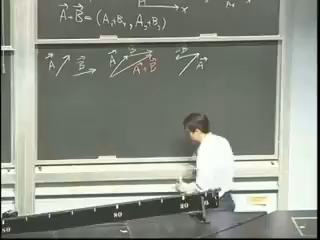 A⃗+B⃗=(A₁+B₁, A₂+B₂)
x
A⃗ B⃗ A⃗ B⃗ A⃗+B⃗ -B⃗ A⃗
80 80